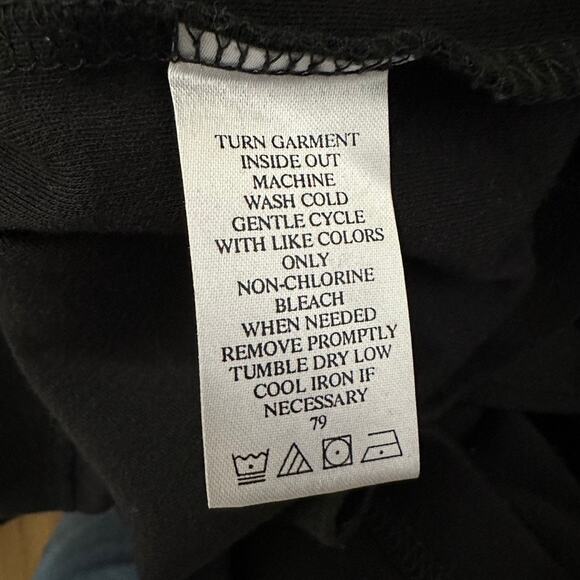 TURN GARMENT
INSIDE OUT
MACHINE
WASH COLD
GENTLE CYCLE
WITH LIKE COLORS
ONLY
NON-CHLORINE
BLEACH
WHEN NEEDED
REMOVE PROMPTLY
TUMBLE DRY LOW
COOL IRON IF
NECESSARY
79